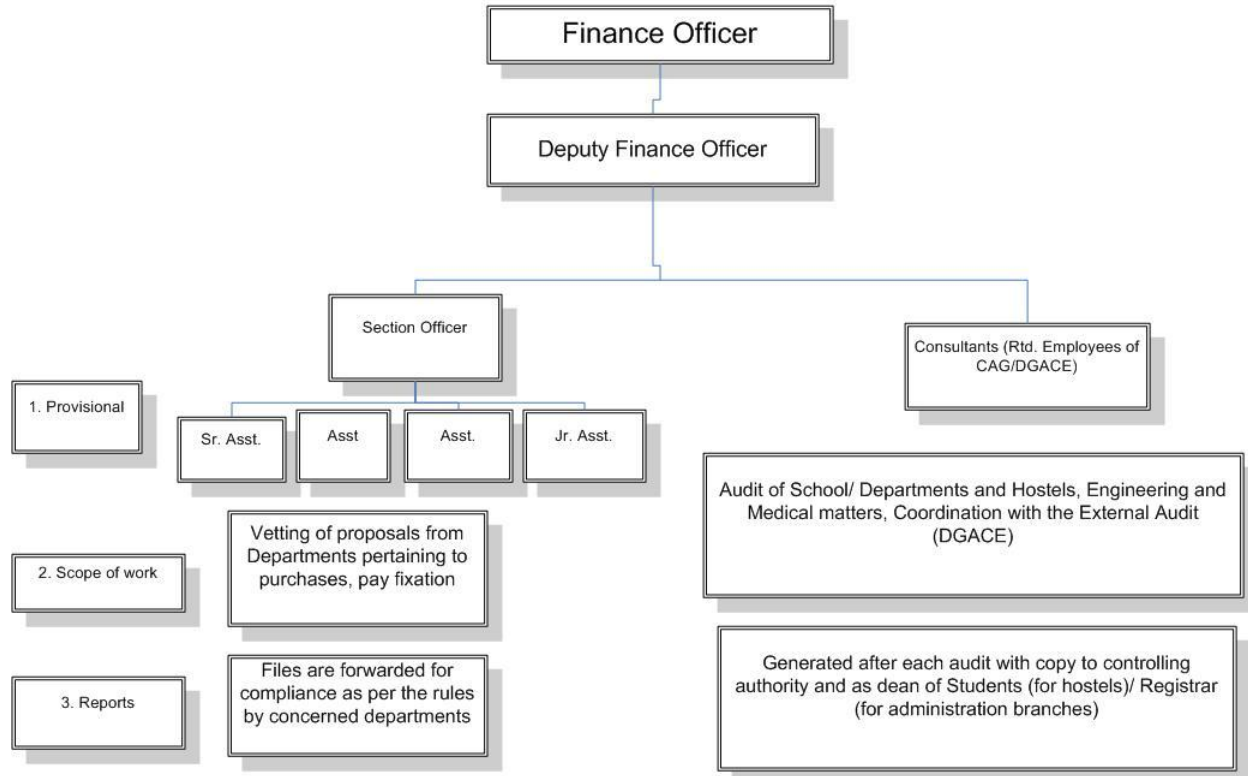 Finance Officer
Deputy Finance Officer
Section Officer
Consultants (Rtd. Employees of
CAG/DGACE)
1. Provisional
Sr. Asst.
Asst
Asst.
Jr. Asst.
Audit of School/ Departments and Hostels, Engineering and
Medical matters, Coordination with the External Audit
(DGACE)
2. Scope of work
Vetting of proposals from
Departments pertaining to
purchases, pay fixation
3. Reports
Files are forwarded for
compliance as per the rules
by concerned departments
Generated after each audit with copy to controlling
authority and as dean of Students (for hostels)/ Registrar
(for administration branches)